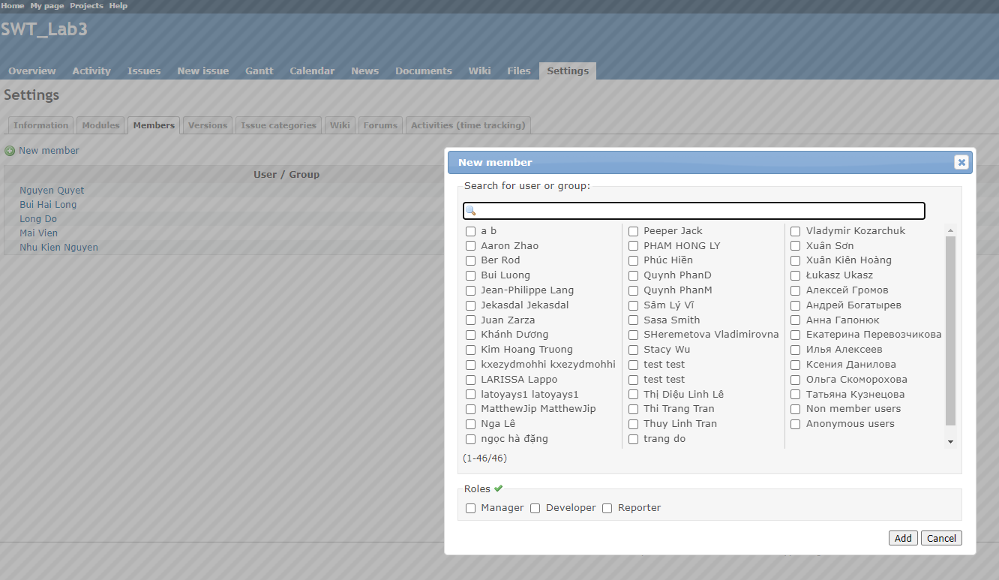 Home My page Projects Help
SWT_Lab3
Overview Activity Issues New issue Gantt Calendar News Documents Wiki Files Settings
Settings
Information Modules Members Versions Issue categories Wiki Forums Activities (time tracking)
New member
User / Group
Nguyen Quyet
Bui Hai Long
Long Do
Mai Vien
Nhu Kien Nguyen
New member
Search for user or group:
a b
Aaron Zhao
Ber Rod
Bui Luong
Jean-Philippe Lang
Jekasdal Jekasdal
Juan Zarza
Khánh Dương
Kim Hoang Truong
kxezydmohhi kxezydmohhi
LARISSA Lappo
latoyays1 latoyays1
MatthewJip MatthewJip
Nga Lê
ngọc hà đặng
Peeper Jack
PHAM HONG LY
Phúc Hiền
Quynh PhanD
Quynh PhanM
Sâm Lý Vĩ
Sasa Smith
SHeremetova Vladimirovna
Stacy Wu
test test
test test
Thị Diệu Linh Lê
Thi Trang Tran
Thuy Linh Tran
trang do
Vladymir Kozarchuk
Xuân Sơn
Xuân Kiên Hoàng
Łukasz Ukasz
Алексей Громов
Андрей Богатырев
Анна Гапонюк
Екатерина Перевозчикова
Илья Алексеев
Ксения Данилова
Ольга Скоморохова
Татьяна Кузнецова
Non member users
Anonymous users
(1-46/46)
Roles
Manager Developer Reporter
Add Cancel